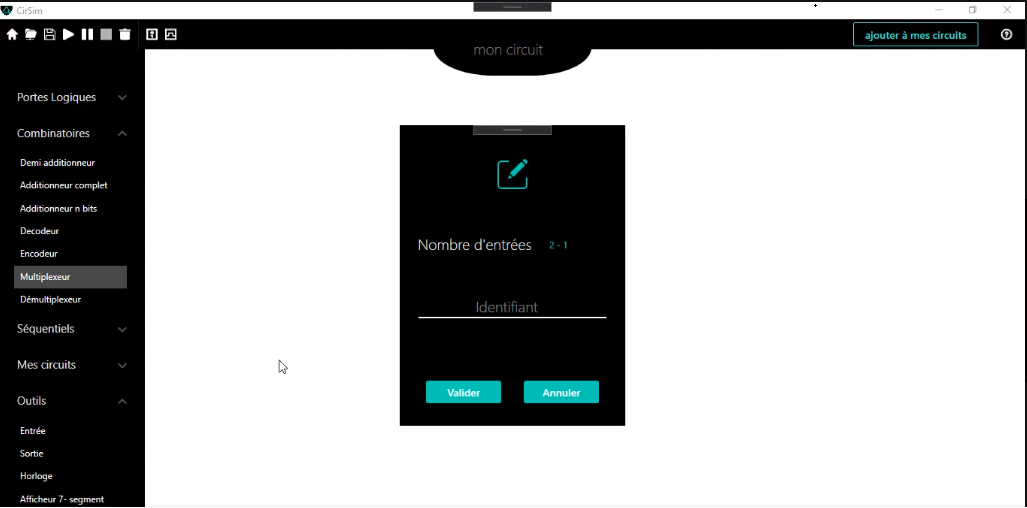 CirSim
ajouter à mes circuits
mon circuit
Portes Logiques
Combinatoires
Demi additionneur
Additionneur complet
Additionneur n bits
Decodeur
Encodeur
Multiplexeur
Démultiplexeur
Séquentiels
Mes circuits
Outils
Entrée
Sortie
Horloge
Afficheur 7- segment
Nombre d'entrées 2 - 1
Identifiant
Valider Annuler